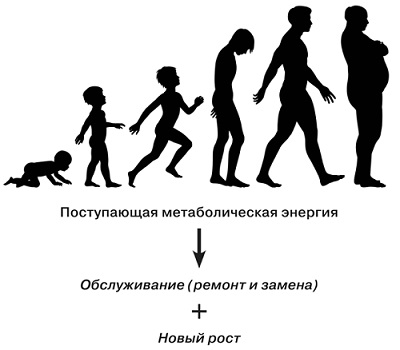 Поступающая метаболическая энергия
Обслуживание (ремонт и замена)
+
Новый рост